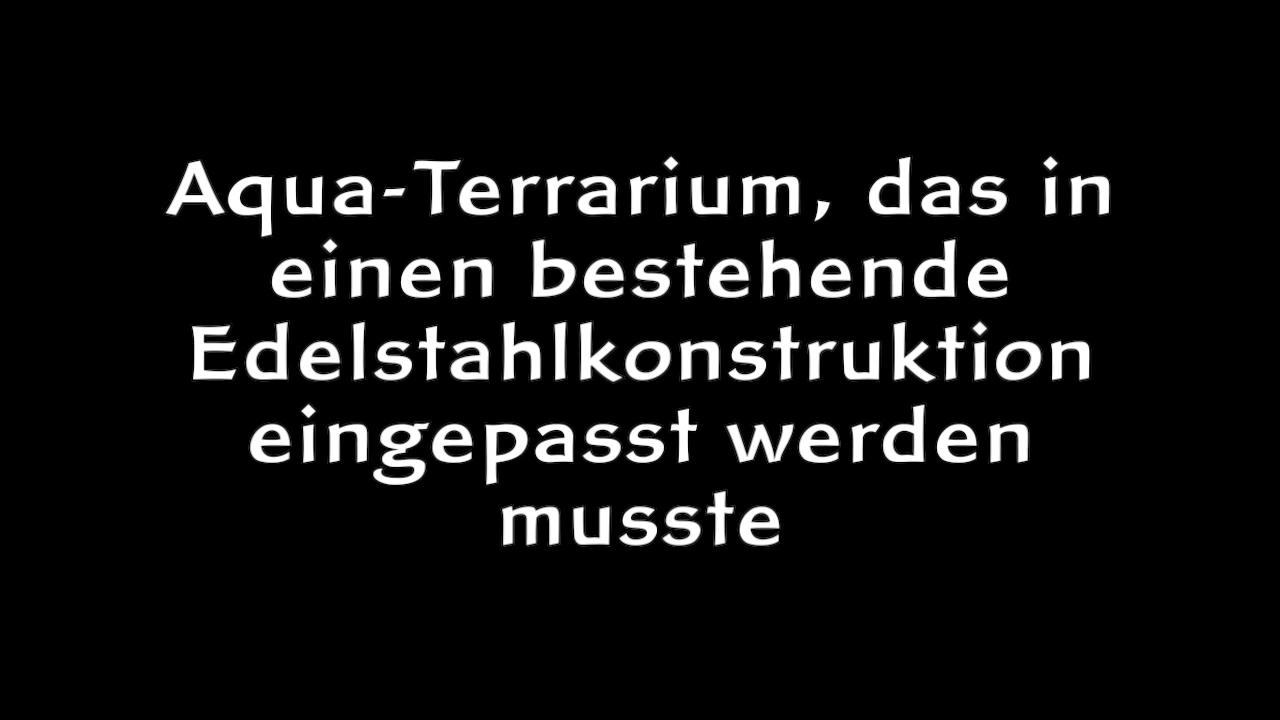 Aqua-Terrarium, das in
einen bestehende
Edelstahlkonstruktion
eingepasst werden
musste